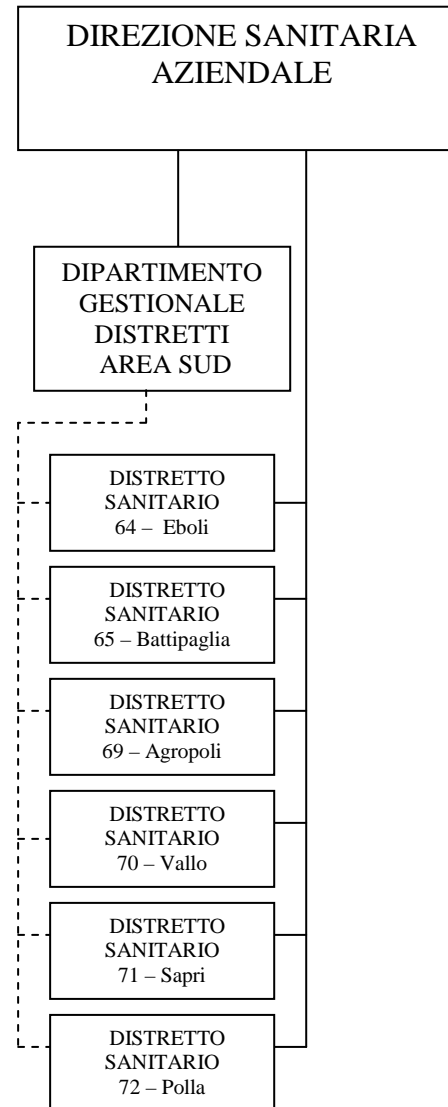 DIREZIONE SANITARIA
AZIENDALE
DIPARTIMENTO
GESTIONALE
DISTRETTI
AREA SUD
DISTRETTO
SANITARIO
64 – Eboli
DISTRETTO
SANITARIO
65 – Battipaglia
DISTRETTO
SANITARIO
69 – Agropoli
DISTRETTO
SANITARIO
70 – Vallo
DISTRETTO
SANITARIO
71 – Sapri
DISTRETTO
SANITARIO
72 – Polla